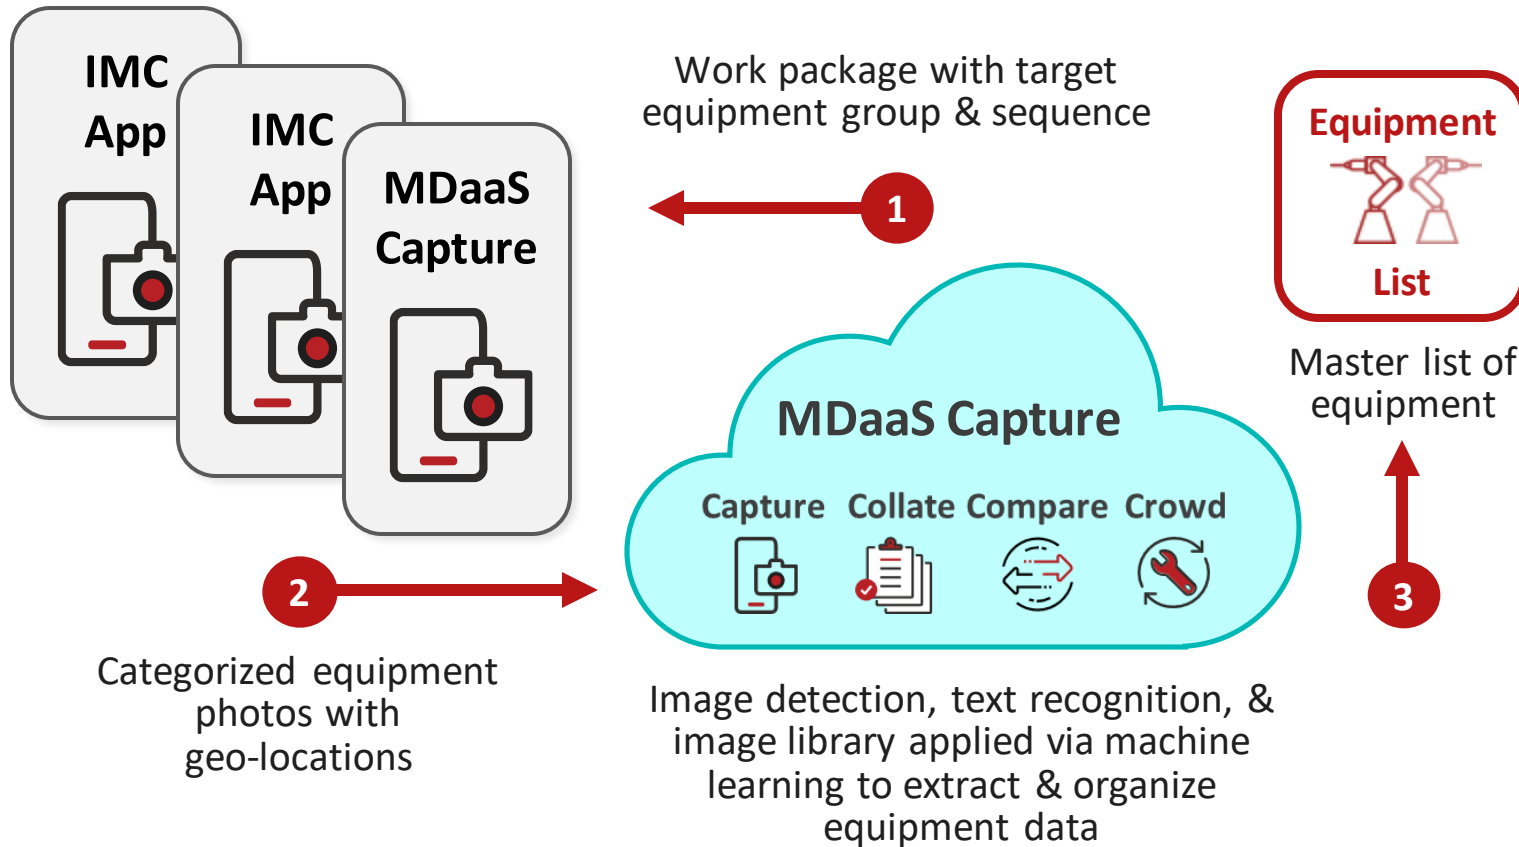 IMC
App
IMC
App
MDaaS
Capture
Work package with target
equipment group & sequence
1
Equipment
List
Master list of
equipment
MDaaS Capture
Capture
Collate
Compare
Crowd
2
3
Categorized equipment
photos with
geo-locations
Image detection, text recognition, &
image library applied via machine
learning to extract & organize
equipment data